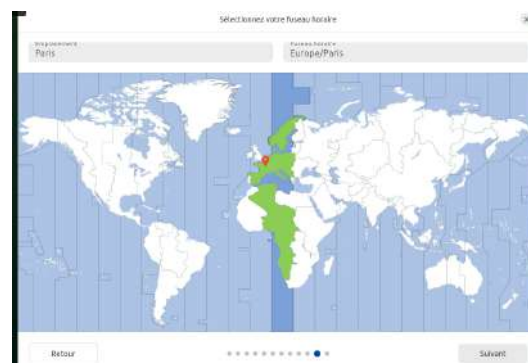 Sélectionnez votre fuseau horaire
Emplacement
Paris
Fuseau horaire
Europe/Paris
Retour
Suivant